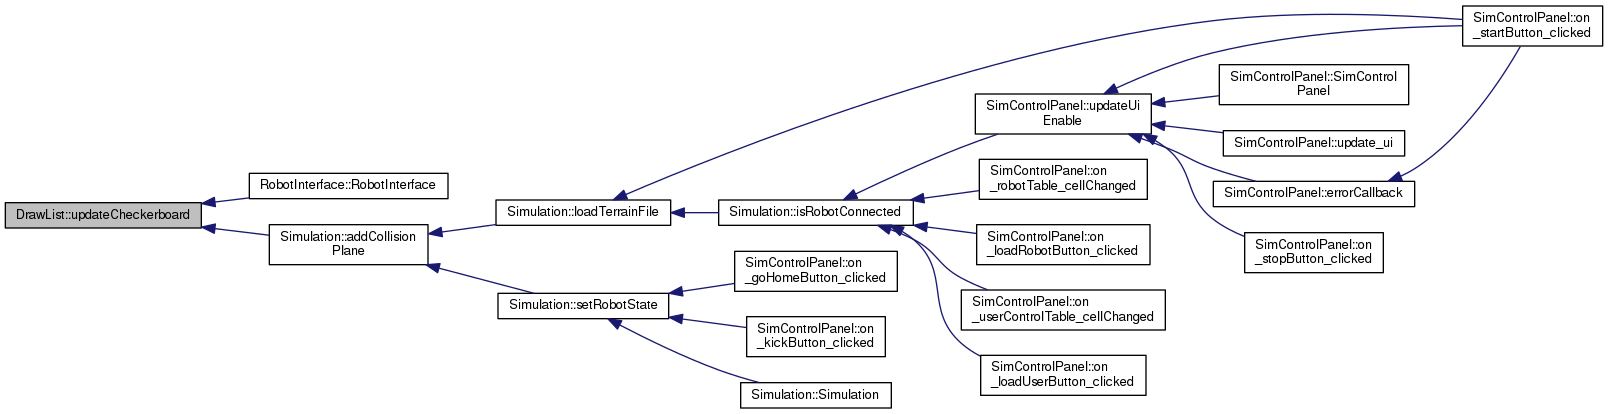 SimControlPanel::on
_startButton_clicked
SimControlPanel::SimControl
Panel
SimControlPanel::updateUi
Enable
SimControlPanel::update_ui
SimControlPanel::on
_robotTable_cellChanged
RobotInterface::RobotInterface
SimControlPanel::errorCallback
DrawList::updateCheckerboard
Simulation::loadTerrainFile
Simulation::isRobotConnected
Simulation::addCollision
Plane
SimControlPanel::on
_loadRobotButton_clicked
SimControlPanel::on
_stopButton_clicked
SimControlPanel::on
_goHomeButton_clicked
Simulation::setRobotState
SimControlPanel::on
_userControlTable_cellChanged
SimControlPanel::on
_kickButton_clicked
SimControlPanel::on
_loadUserButton_clicked
Simulation::Simulation